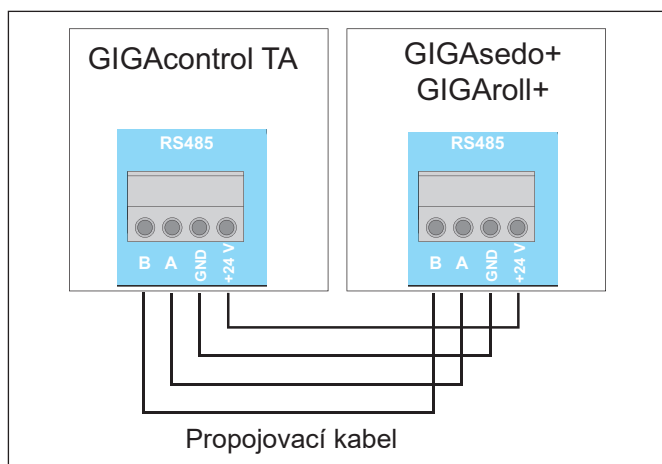 GIGAcontrol TA
RS485
B A GND +24 V
GIGAsedo+
GIGAroll+
RS485
B A GND +24 V
Propojovací kabel